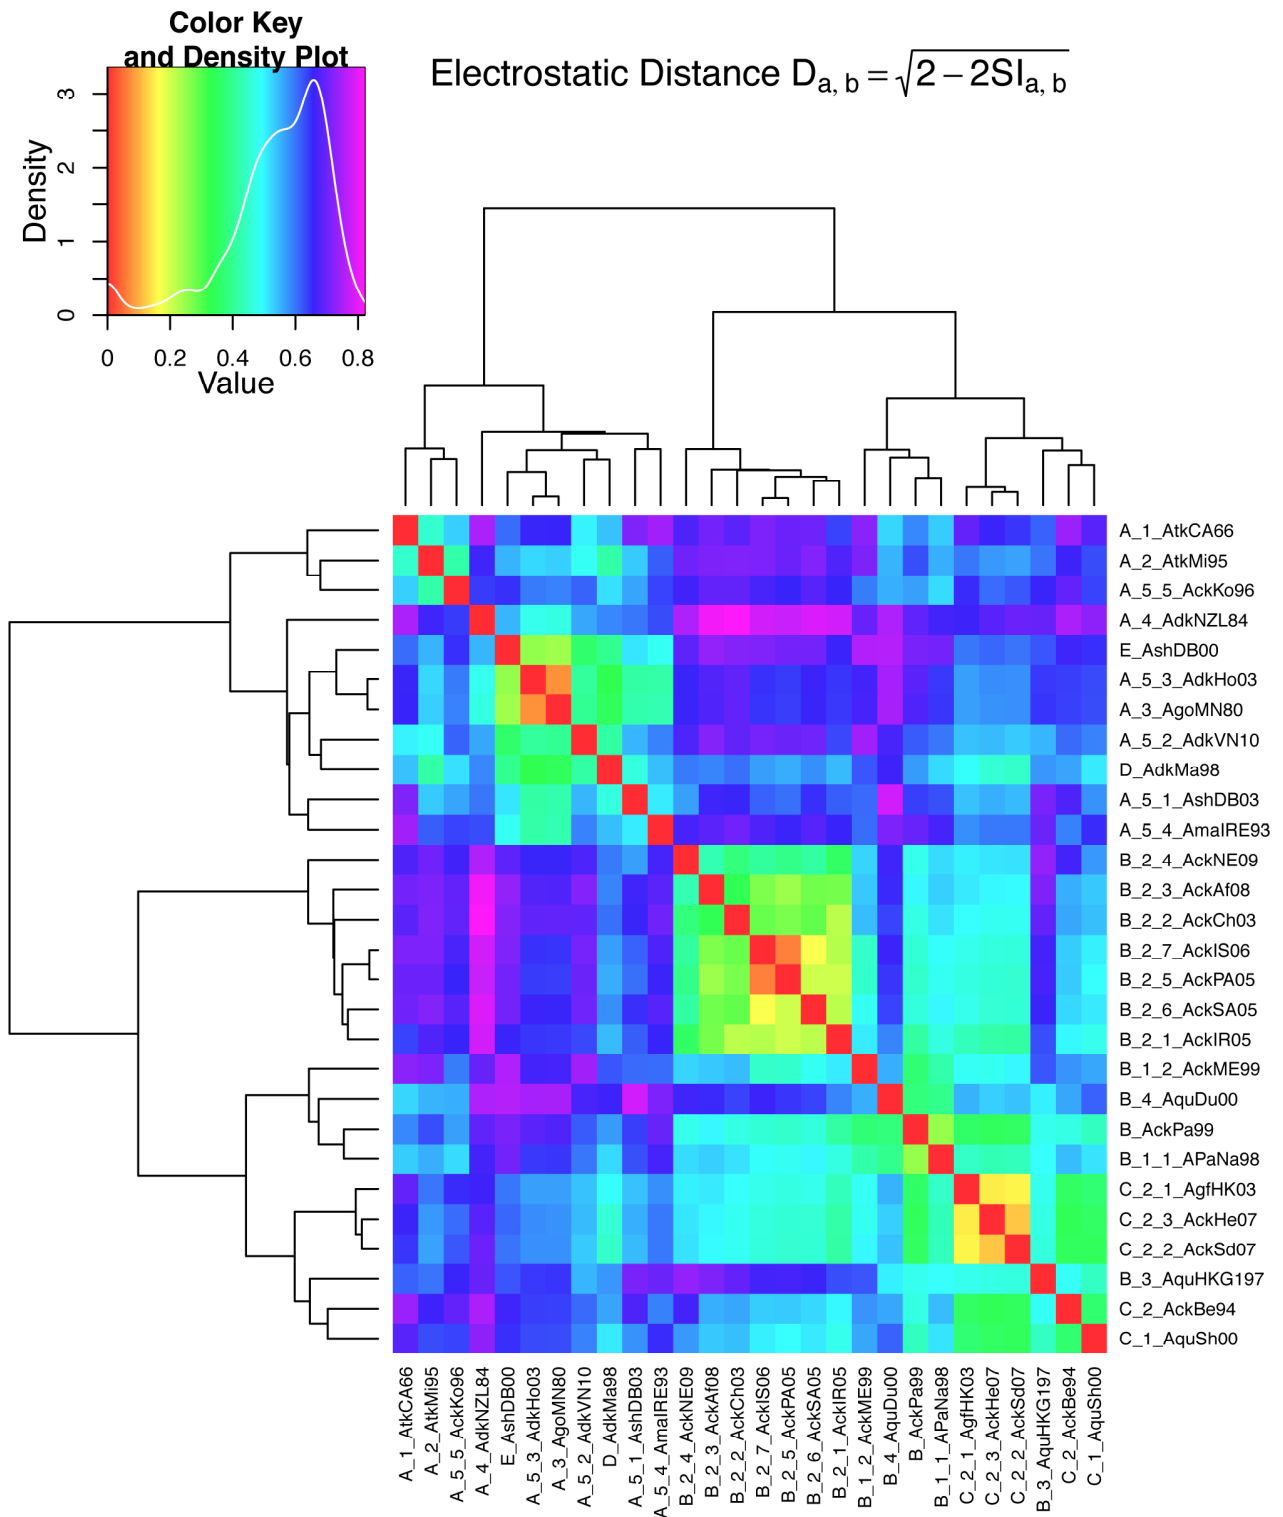 Color Key
and Density Plot
Electrostatic Distance Dₐ, b = √2 − 2SIₐ, b
Density
0 1 2 3
0 0.2 0.4 0.6 0.8
Value
A_1_AtkCA66
A_2_AtkMi95
A_5_5_AckKo96
A_4_AdkNZL84
E_AshDB00
A_5_3_AdkHo03
A_3_AgoMN80
A_5_2_AdkVN10
D_AdkMa98
A_5_1_AshDB03
A_5_4_AmaIRE93
B_2_4_AckNE09
B_2_3_AckAf08
B_2_2_AckCh03
B_2_7_AckIS06
B_2_5_AckPA05
B_2_6_AckSA05
B_2_1_AckIR05
B_1_2_AckME99
B_4_AquDu00
B_AckPa99
B_1_1_APaNa98
C_2_1_AgfHK03
C_2_3_AckHe07
C_2_2_AckSd07
B_3_AquHKG197
C_2_AckBe94
C_1_AquSh00
A_1_AtkCA66
A_2_AtkMi95
A_5_5_AckKo96
A_4_AdkNZL84
E_AshDB00
A_5_3_AdkHo03
A_3_AgoMN80
A_5_2_AdkVN10
D_AdkMa98
A_5_1_AshDB03
A_5_4_AmaIRE93
B_2_4_AckNE09
B_2_3_AckAf08
B_2_2_AckCh03
B_2_7_AckIS06
B_2_5_AckPA05
B_2_6_AckSA05
B_2_1_AckIR05
B_1_2_AckME99
B_4_AquDu00
B_AckPa99
B_1_1_APaNa98
C_2_1_AgfHK03
C_2_3_AckHe07
C_2_2_AckSd07
B_3_AquHKG197
C_2_AckBe94
C_1_AquSh00